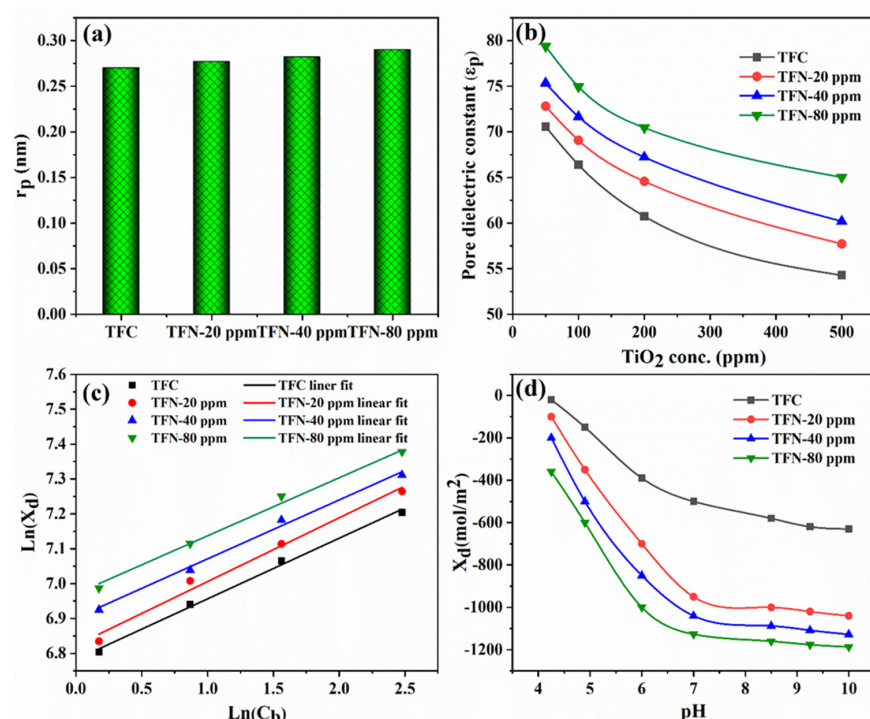 (a)
0.30
0.25
0.20
0.15
0.10
0.05
0.00
r_p (nm)
TFC TFN-20 ppm TFN-40 ppm TFN-80 ppm
(b)
80
75
70
65
60
55
50
Pore dielectric constant (ε_p)
TFC
TFN-20 ppm
TFN-40 ppm
TFN-80 ppm
0 100 200 300 400 500
TiO₂ conc. (ppm)
(c)
7.6
7.5
7.4
7.3
7.2
7.1
7.0
6.9
6.8
Ln(X_d)
TFC TFC liner fit
TFN-20 ppm TFN-20 ppm linear fit
TFN-40 ppm TFN-40 ppm linear fit
TFN-80 ppm TFN-80 ppm linear fit
0.0 0.5 1.0 1.5 2.0 2.5
Ln(C_b)
(d)
0
-200
-400
-600
-800
-1000
-1200
X_d(mol/m²)
TFC
TFN-20 ppm
TFN-40 ppm
TFN-80 ppm
4 5 6 7 8 9 10
pH